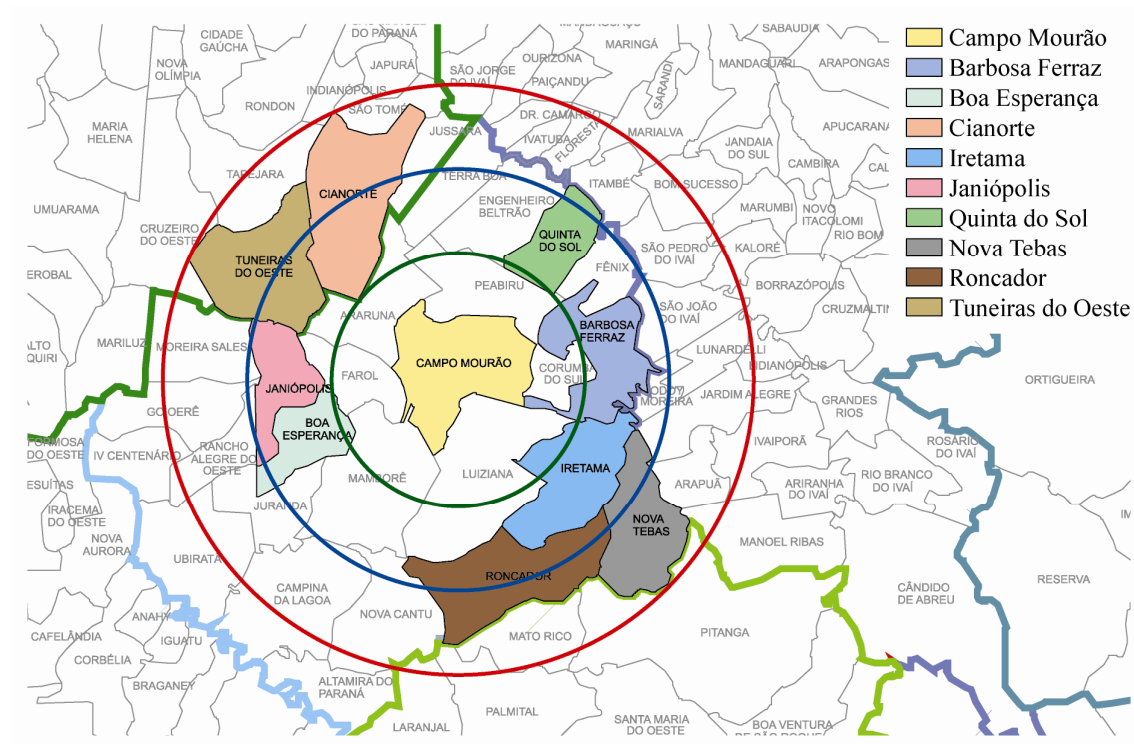 CIDADE
GAÚCHA
DO PARANÁ
SABAUDIA
MARINGÁ
OURIZONA
NOVA
OLÍMPIA
JAPURÁ
SÃO JORGE
DO IVAÍ
PAIÇANDU
SARANDI
MANDAGUARI
ARAPONGAS
INDIANÓPOLIS
RONDON
SÃO TOMÉ
DR. CAMARGO
MARIA
HELENA
JUSSARA
IVATUBA
FLORESTA
MARIALVA
APUCARANA
JANDAIA
DO SUL
CAMBIRA
CAL
TAPEJARA
TERRA BOA
ITAMBÉ
BOM SUCESSO
CIANORTE
ENGENHEIRO
BELTRÃO
UMUARAMA
MARUMBI
NOVO
ITACOLOMI
RIO BOM
CRUZEIRO
DO OESTE
QUINTA
DO SOL
SÃO PEDRO
DO IVAÍ
KALORÉ
TUNEIRAS
DO OESTE
FÊNIX
EROBAL
PEABIRU
BORRAZÓPOLIS
ARARUNA
SÃO JOÃO
DO IVAÍ
CRUZMALTIN
BARBOSA
FERRAZ
ALTO
QUIRI
MARILUZ
MOREIRA SALES
LUNARDELLI
LIDIANÓPOLIS
CAMPO MOURÃO
FAROL
CORUMBA
DO SUL
ORTIGUEIRA
JANIÓPOLIS
GODOY
MOREIRA
JARDIM ALEGRE
GRANDES
RIOS
GOIOERÊ
BOA
ESPERANÇA
FORMOSA
DO OESTE
IV CENTENÁRIO
RANCHO
ALEGRE DO
OESTE
IVAIPORÃ
ROSÁRIO
DO IVAÍ
IRETAMA
LUIZIANA
MAMBORÊ
ARAPUÃ
ARIRANHA
DO IVAÍ
RIO BRANCO
DO IVAÍ
ESUÍTAS
JURANDA
IRACEMA
DO OESTE
IM
NOVA
TEBAS
NOVA
AURORA
MANOEL RIBAS
UBIRATÃ
RONCADOR
RESERVA
CAMPINA
DA LAGOA
CÂNDIDO
DE ABREU
NOVA CANTU
ANAHY
CAFELÂNDIA
IGUATU
MATO RICO
PITANGA
CORBÉLIA
BRAGANEY
ALTAMIRA DO
PARANÁ
LARANJAL
PALMITAL
SANTA MARIA
DO OESTE
BOA VENTURA
Campo Mourão
Barbosa Ferraz
Boa Esperança
Cianorte
Iretama
Janiópolis
Quinta do Sol
Nova Tebas
Roncador
Tuneiras do Oeste